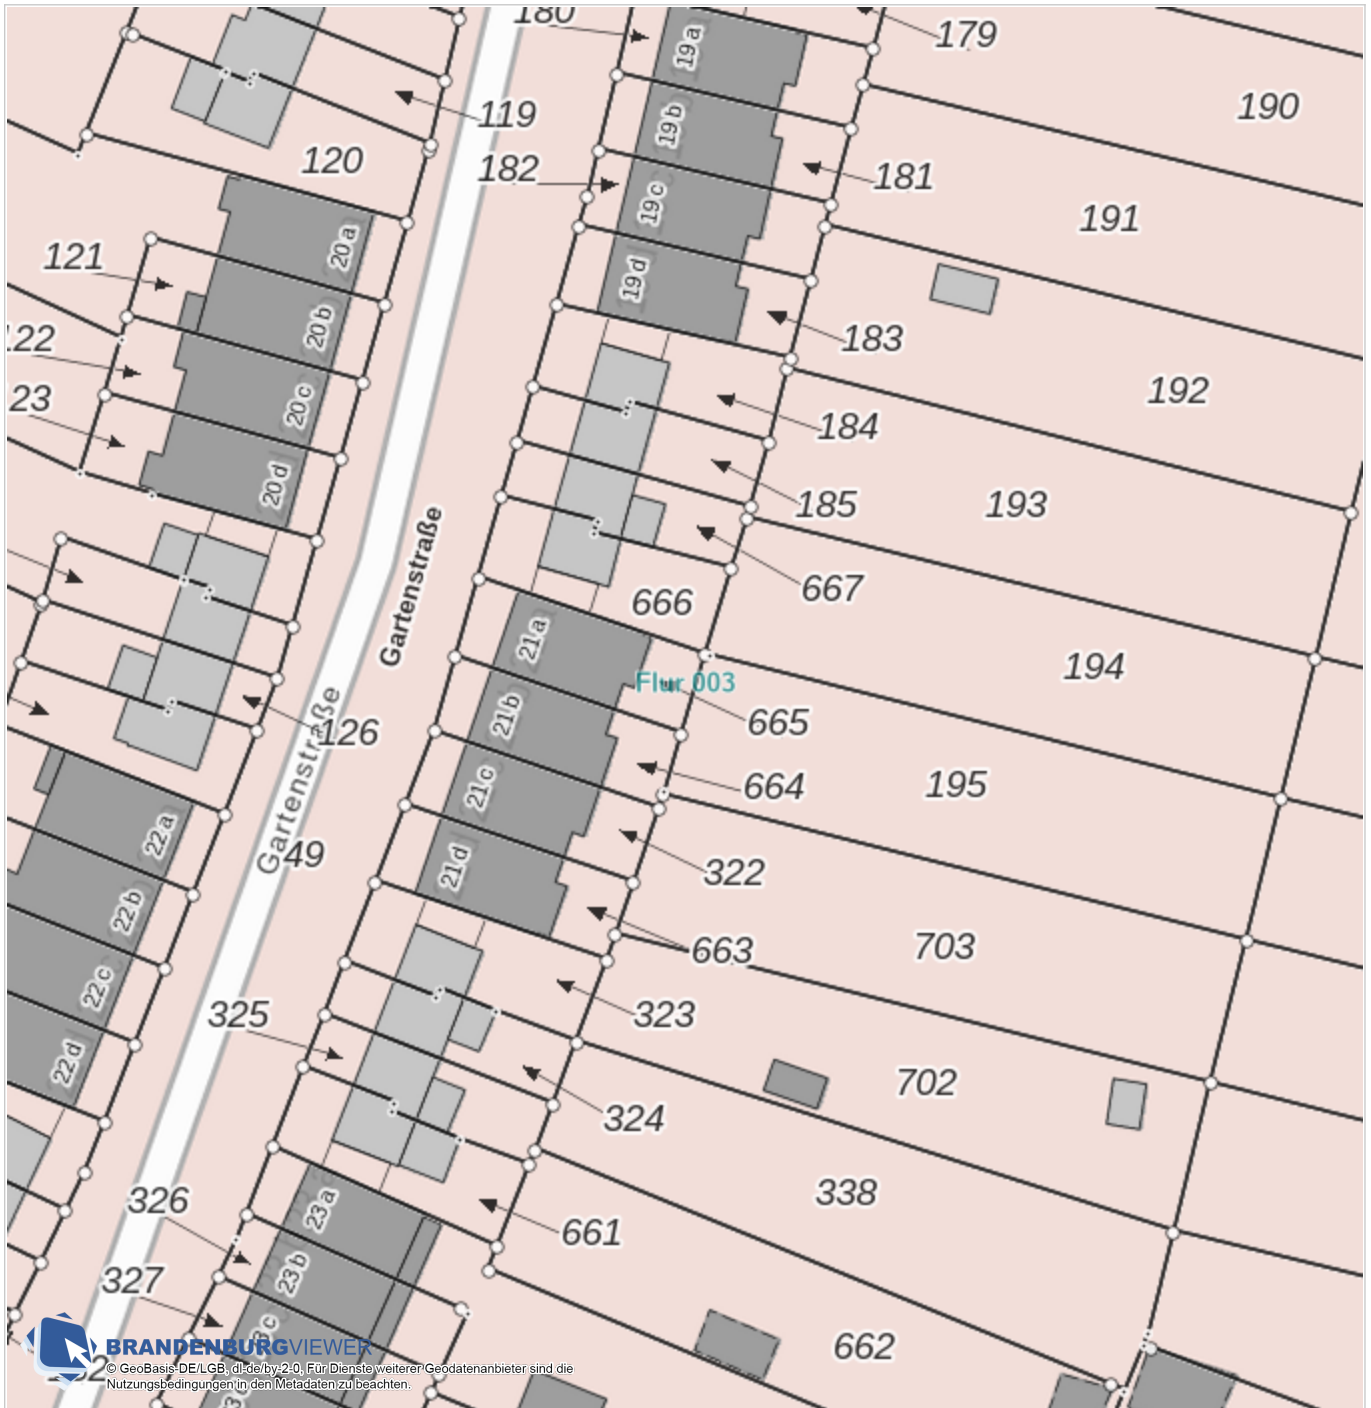 180
19 a
179
190
119
19 b
120
182
181
19 c
191
20 a
121
19 d
20 b
183
192
20 c
184
20 d
185
193
Gartenstraße
667
666
21 a
194
Flur 003
21 b
665
126
Gartenstraße
21 c
664
195
22 a
49
21 d
322
22 b
663
703
22 c
325
323
22 d
702
324
326
23 a
338
661
23 b
327
662
BRANDENBURGVIEWER
© GeoBasis-DE/LGB, dl-de/by-2-0, Für Dienste weiterer Geodatenanbieter sind die
Nutzungsbedingungen in den Metadaten zu beachten.